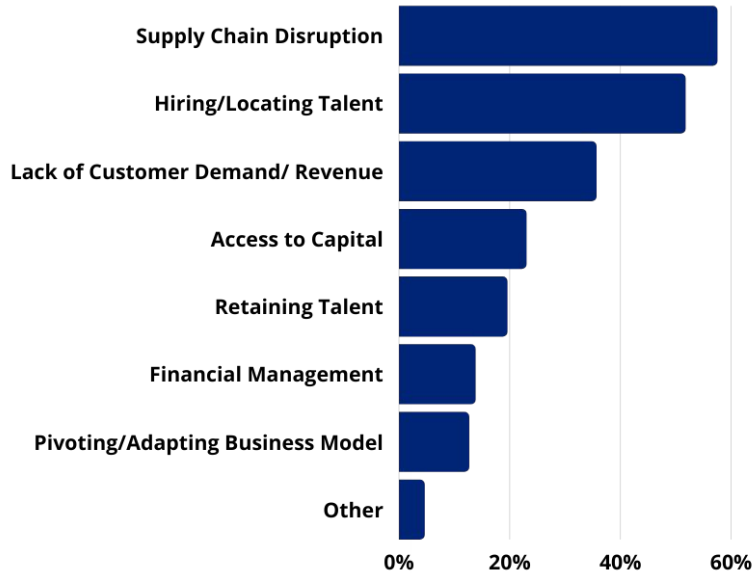 Supply Chain Disruption
Hiring/Locating Talent
Lack of Customer Demand/ Revenue
Access to Capital
Retaining Talent
Financial Management
Pivoting/Adapting Business Model
Other
0% 20% 40% 60%